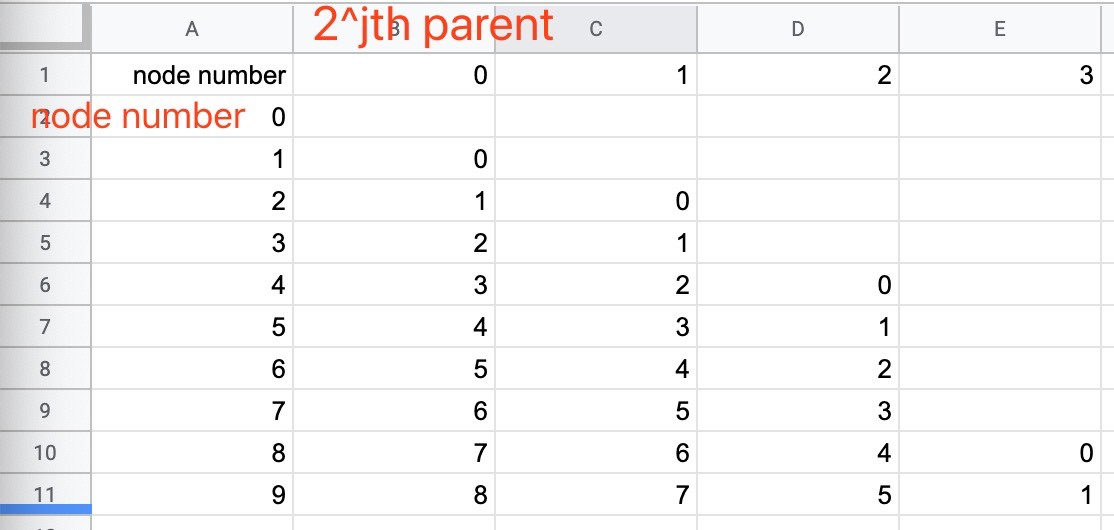 2^jth parent
A B C D E
1 node number 0 1 2 3
node number
2 0
3 1 0
4 2 1 0
5 3 2 1
6 4 3 2 0
7 5 4 3 1
8 6 5 4 2
9 7 6 5 3
10 8 7 6 4 0
11 9 8 7 5 1